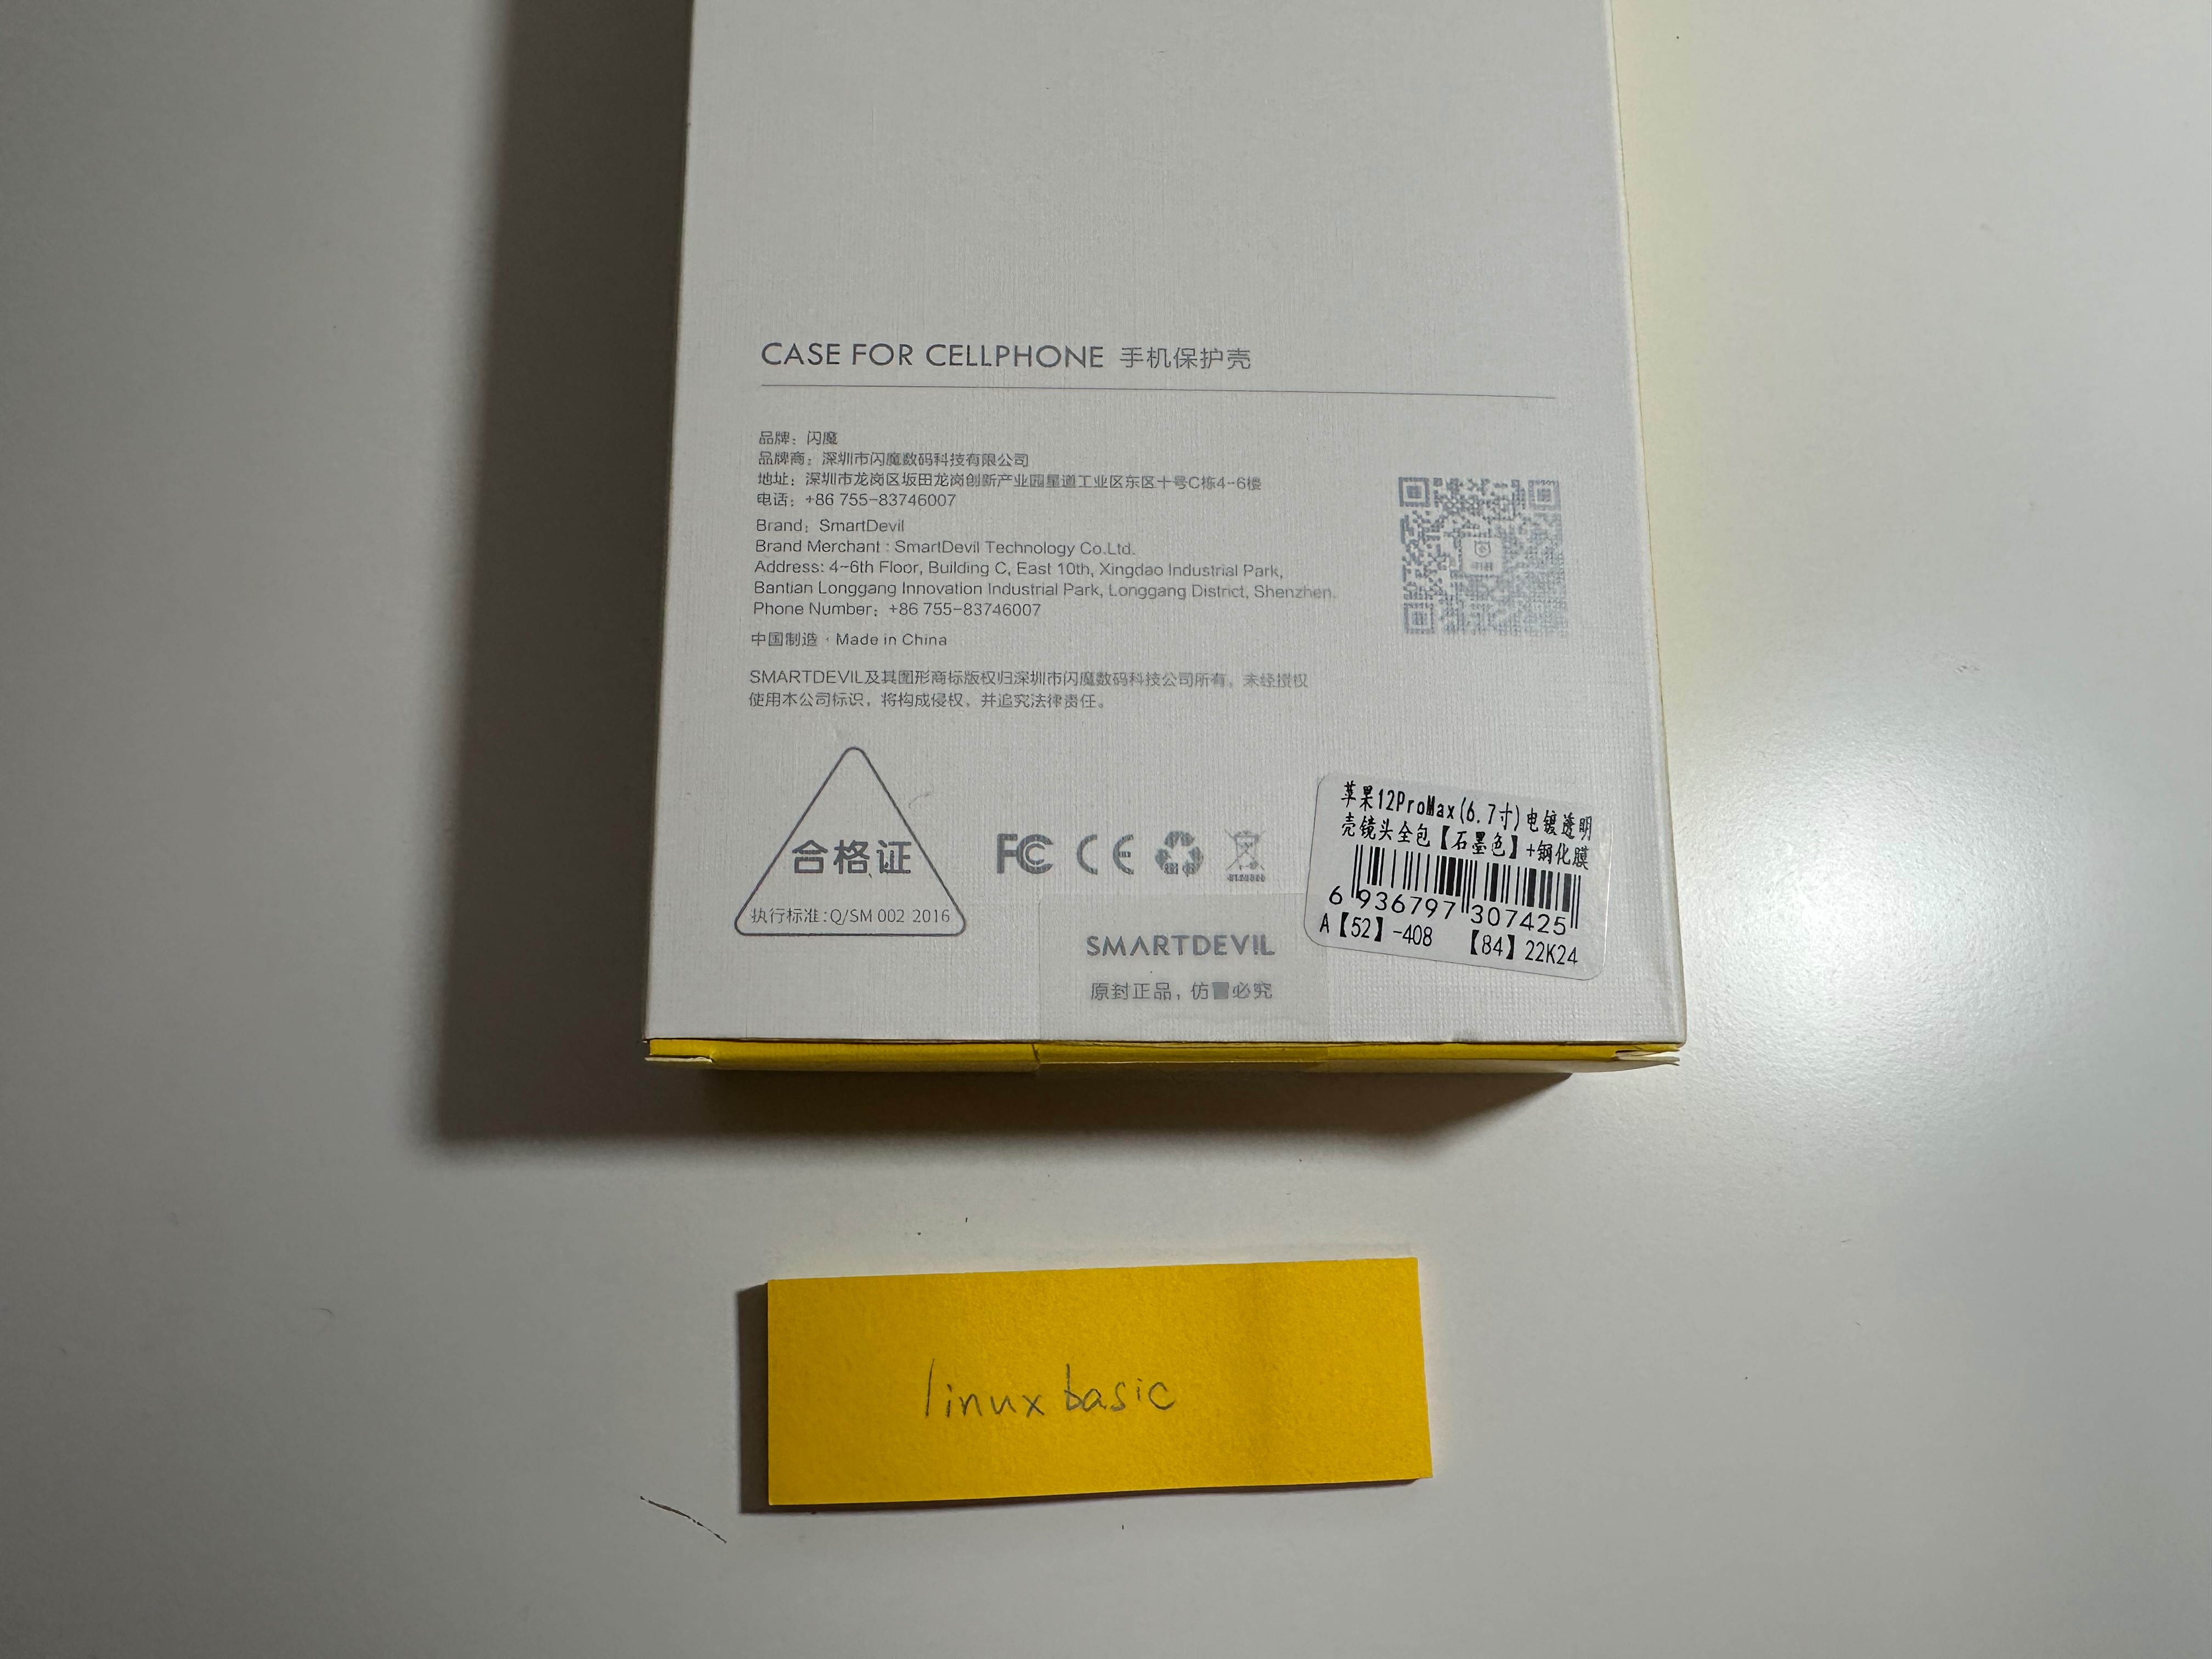 CASE FOR CELLPHONE 手机保护壳
品牌：闪魔
品牌商：深圳市闪魔数码科技有限公司
地址：深圳市龙岗区坂田龙岗创新产业园星道工业区东区十号C栋4-6楼
电话：+86 755-83746007
Brand：SmartDevil
Brand Merchant : SmartDevil Technology Co.Ltd.
Address: 4-6th Floor, Building C, East 10th, Xingdao Industrial Park,
Bantian Longgang Innovation Industrial Park, Longgang District, Shenzhen.
Phone Number：+86 755-83746007
中国制造 · Made in China
SMARTDEVIL及其图形商标版权归深圳市闪魔数码科技公司所有。未经授权
使用本公司标识，将构成侵权，并追究法律责任。
合格证
执行标准:Q/SM 002 2016
FC CE
SMARTDEVIL
原封正品，仿冒必究
苹果12ProMax(6.7寸)电镀透明
壳镜头全包【石墨色】+钢化膜
6 936797 307425
A【52】-408 【84】22K24
linux basic